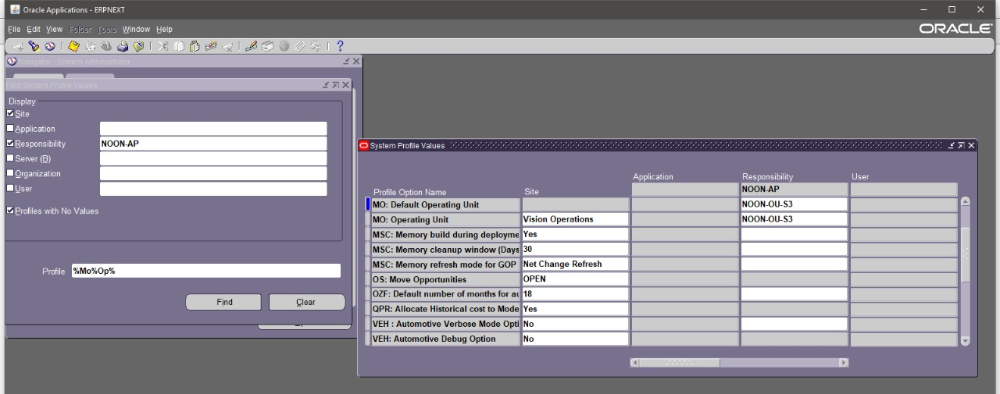 Oracle Applications - ERPNEXT
File Edit View Folder Tools Window Help
ORACLE
Navigator - System Administrator
Find System Profile Values
Display
Site
Application
Responsibility NOON-AP
Server (B)
Organization
User
Profiles with No Values
Profile %Mo%Op%
Find Clear
System Profile Values
Application Responsibility User
Profile Option Name Site NOON-AP
MO: Default Operating Unit NOON-OU-S3
MO: Operating Unit Vision Operations NOON-OU-S3
MSC: Memory build during deployme Yes
MSC: Memory cleanup window (Days 30
MSC: Memory refresh mode for GOP Net Change Refresh
OS: Move Opportunities OPEN
OZF: Default number of months for au 18
QPR: Allocate Historical cost to Mode Yes
VEH : Automotive Verbose Mode Opti No
VEH: Automotive Debug Option No